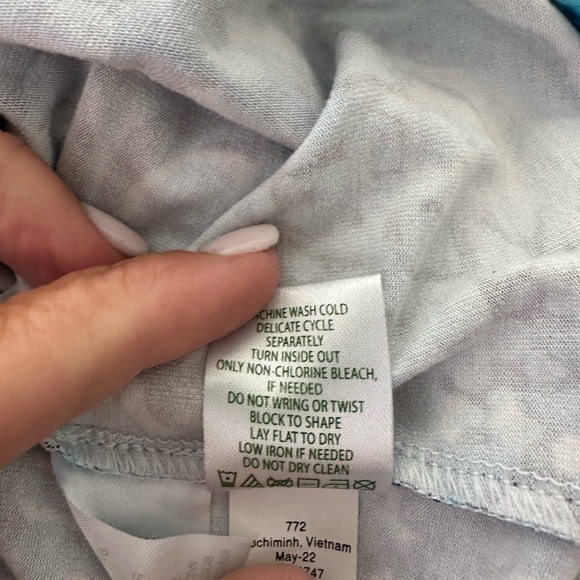 WASH COLD
DELICATE CYCLE
SEPARATELY
TURN INSIDE OUT
ONLY NON-CHLORINE BLEACH,
IF NEEDED
DO NOT WRING OR TWIST
BLOCK TO SHAPE
LAY FLAT TO DRY
LOW IRON IF NEEDED
DO NOT DRY CLEAN
772
Vietnam
May-22